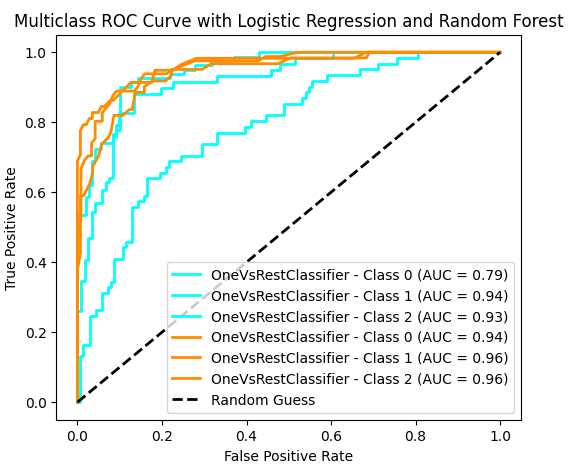 Multiclass ROC Curve with Logistic Regression and Random Forest
1.0
0.8
0.6
0.4
0.2
0.0
True Positive Rate
OneVsRestClassifier - Class 0 (AUC = 0.79)
OneVsRestClassifier - Class 1 (AUC = 0.94)
OneVsRestClassifier - Class 2 (AUC = 0.93)
OneVsRestClassifier - Class 0 (AUC = 0.94)
OneVsRestClassifier - Class 1 (AUC = 0.96)
OneVsRestClassifier - Class 2 (AUC = 0.96)
Random Guess
0.0 0.2 0.4 0.6 0.8 1.0
False Positive Rate